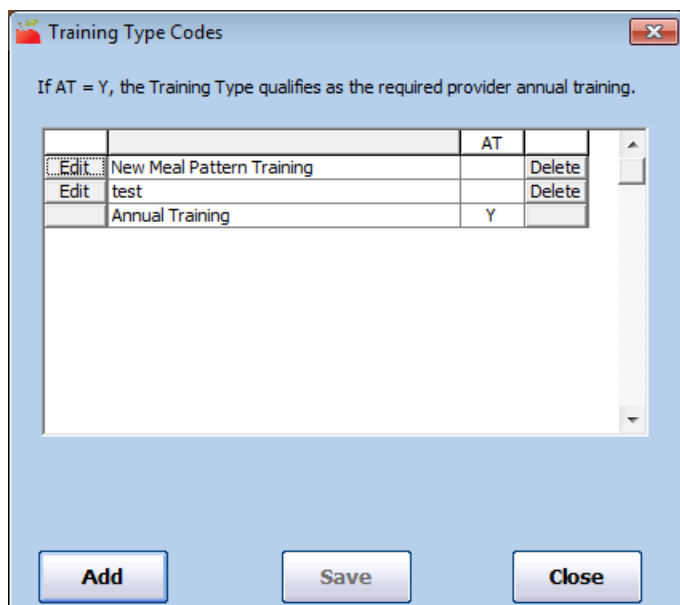 Training Type Codes
If AT = Y, the Training Type qualifies as the required provider annual training.
AT
Edit New Meal Pattern Training Delete
Edit test Delete
Annual Training Y
Add Save Close